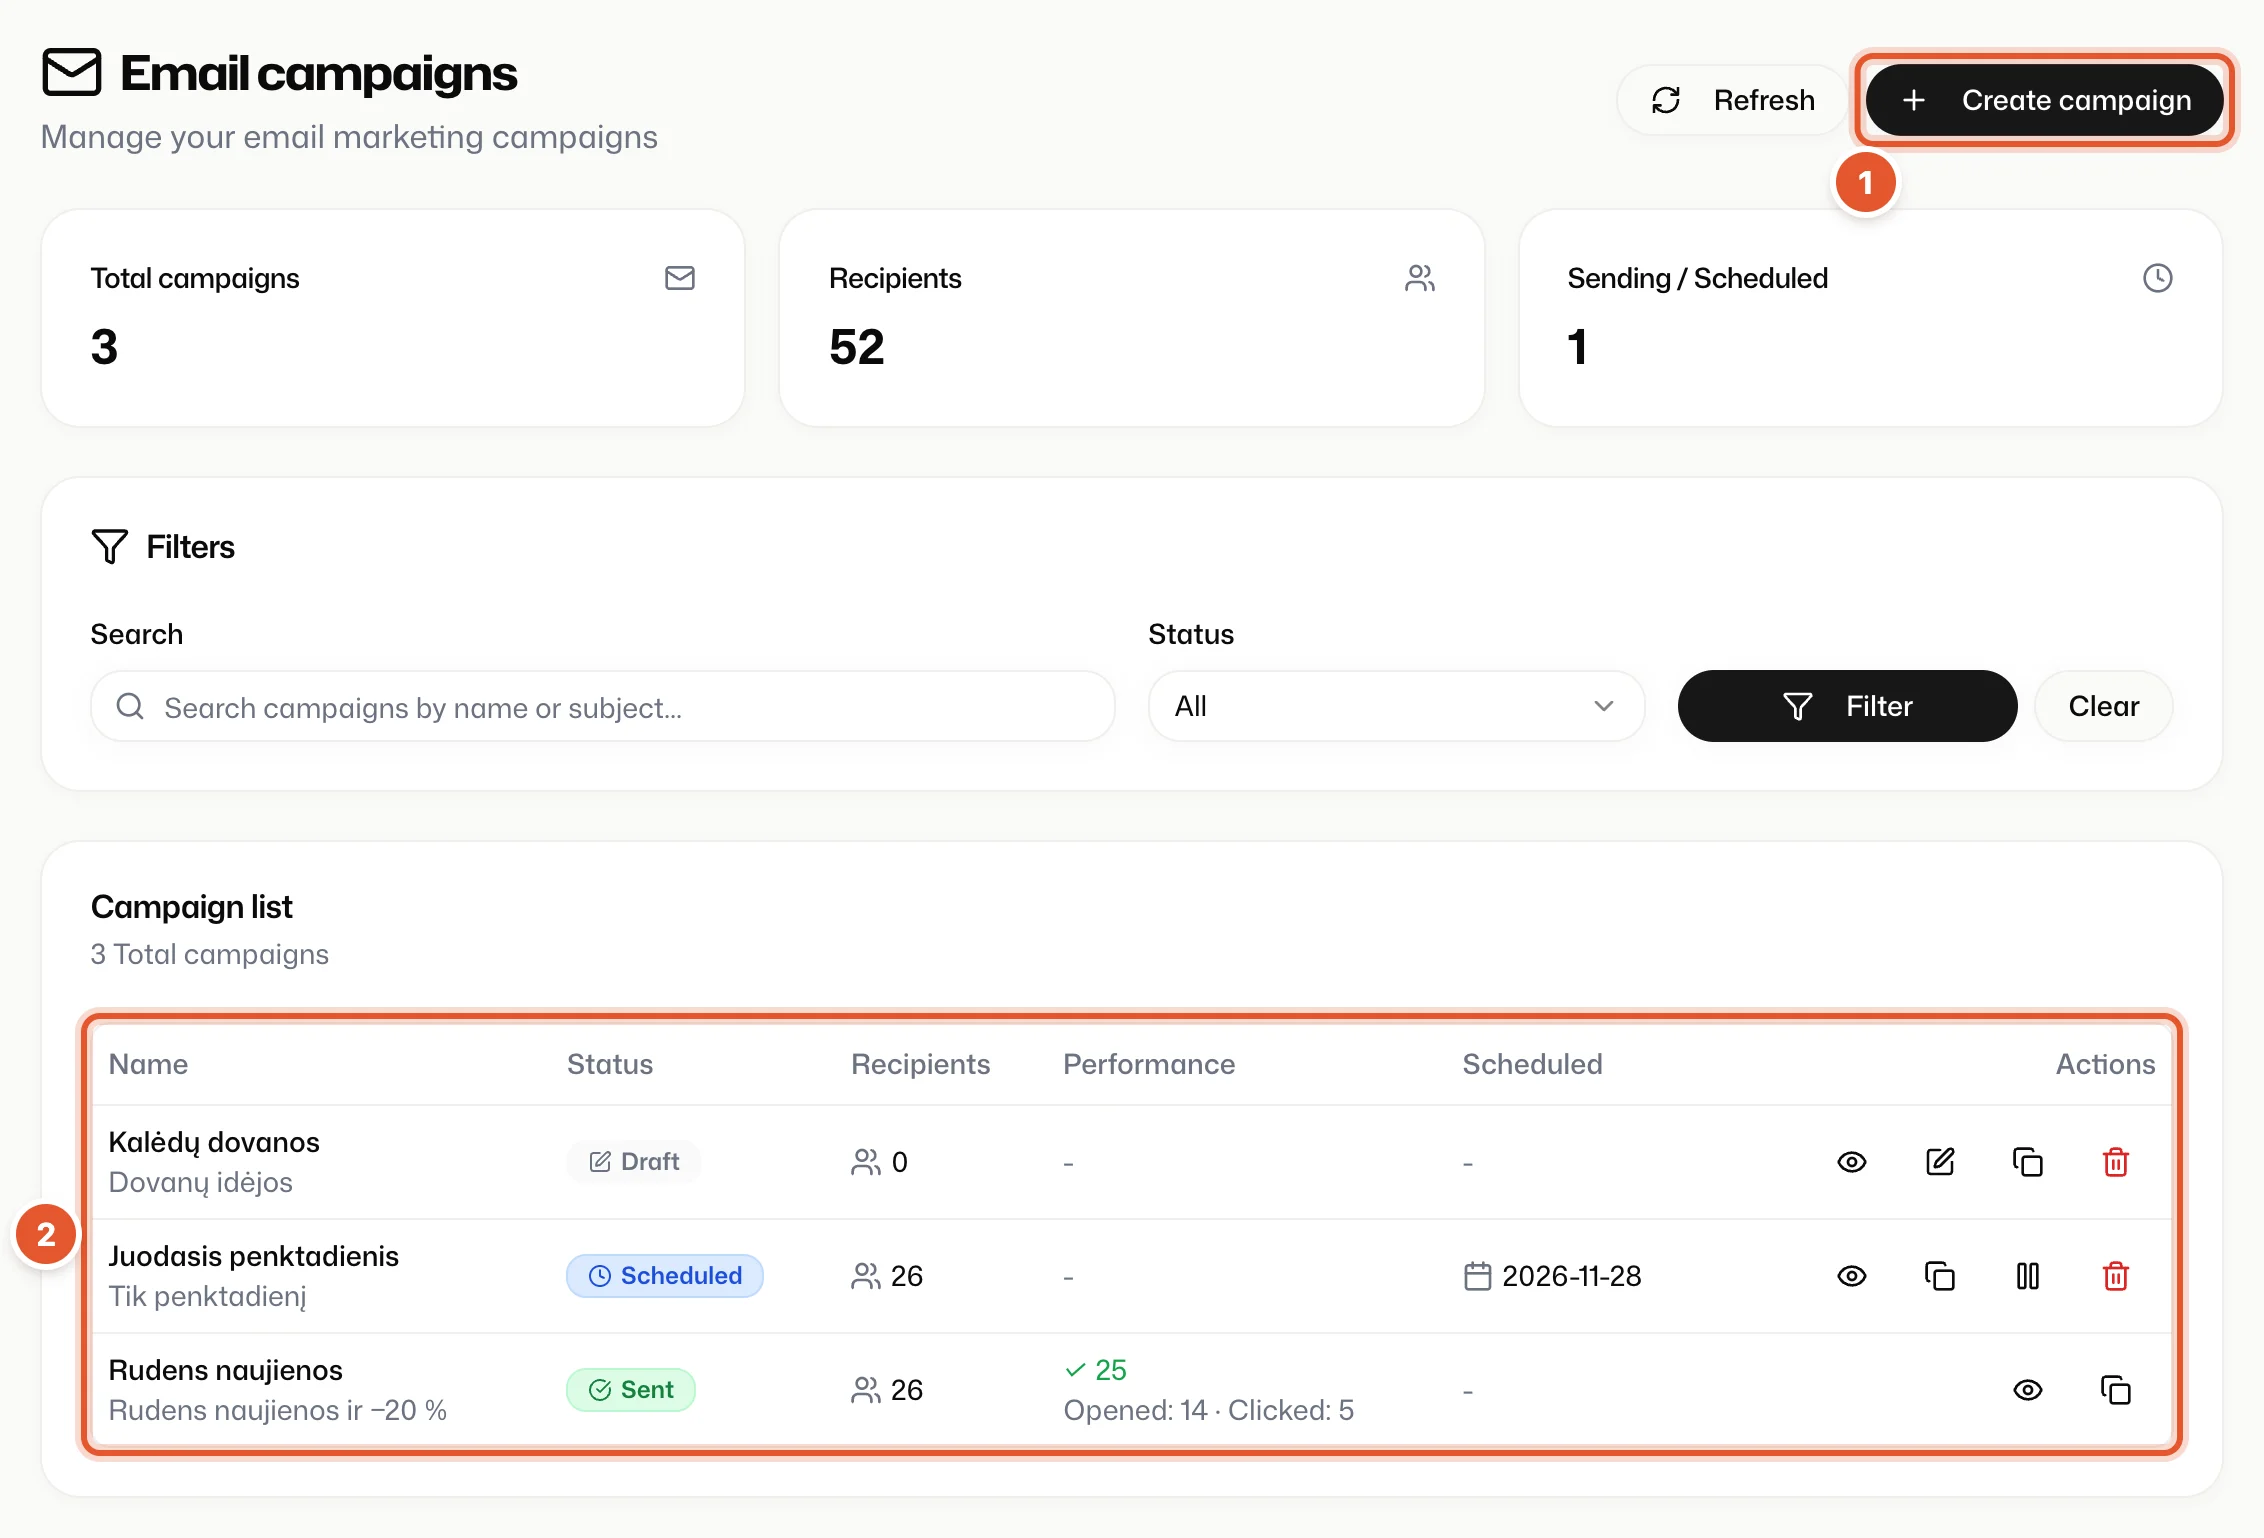 Email campaigns
Manage your email marketing campaigns
Refresh
Create campaign
1
Total campaigns
3
Recipients
52
Sending / Scheduled
1
Filters
Search
Search campaigns by name or subject...
Status
All
Filter
Clear
Campaign list
3 Total campaigns
Name Status Recipients Performance Scheduled Actions
Kalėdų dovanos
Dovanų idėjos
Draft
0
-
-
2
Juodasis penktadienis
Tik penktadienį
Scheduled
26
-
2026-11-28
Rudens naujienos
Rudens naujienos ir −20 %
Sent
26
25
Opened: 14 · Clicked: 5
-